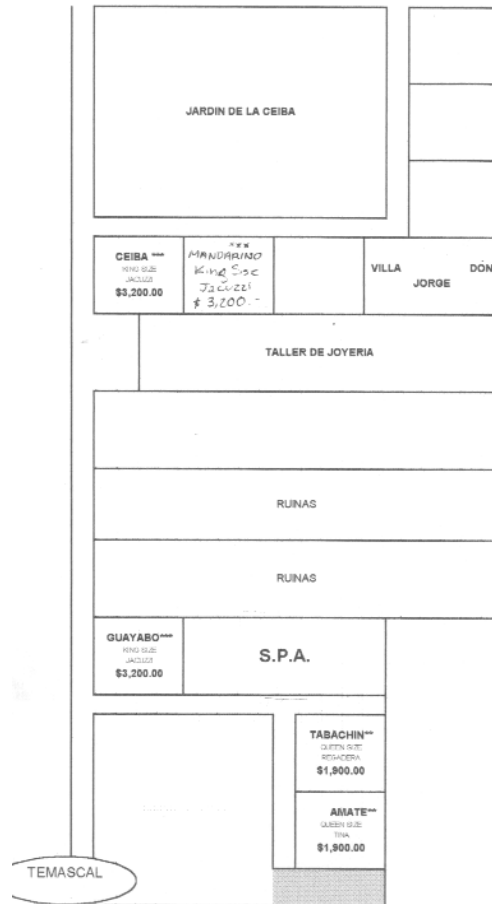 JARDIN DE LA CEIBA
CEIBA ***
KING SIZE
JACUZZI
$3,200.00
***
MANDARINO
King Size
Jacuzzi
$ 3,200.-
VILLA DON
JORGE
TALLER DE JOYERIA
RUINAS
RUINAS
GUAYABO***
KING SIZE
JACUZZI
$3,200.00
S.P.A.
TABACHIN**
QUEEN SIZE
REGADERA
$1,900.00
AMATE**
QUEEN SIZE
TINA
$1,900.00
TEMASCAL